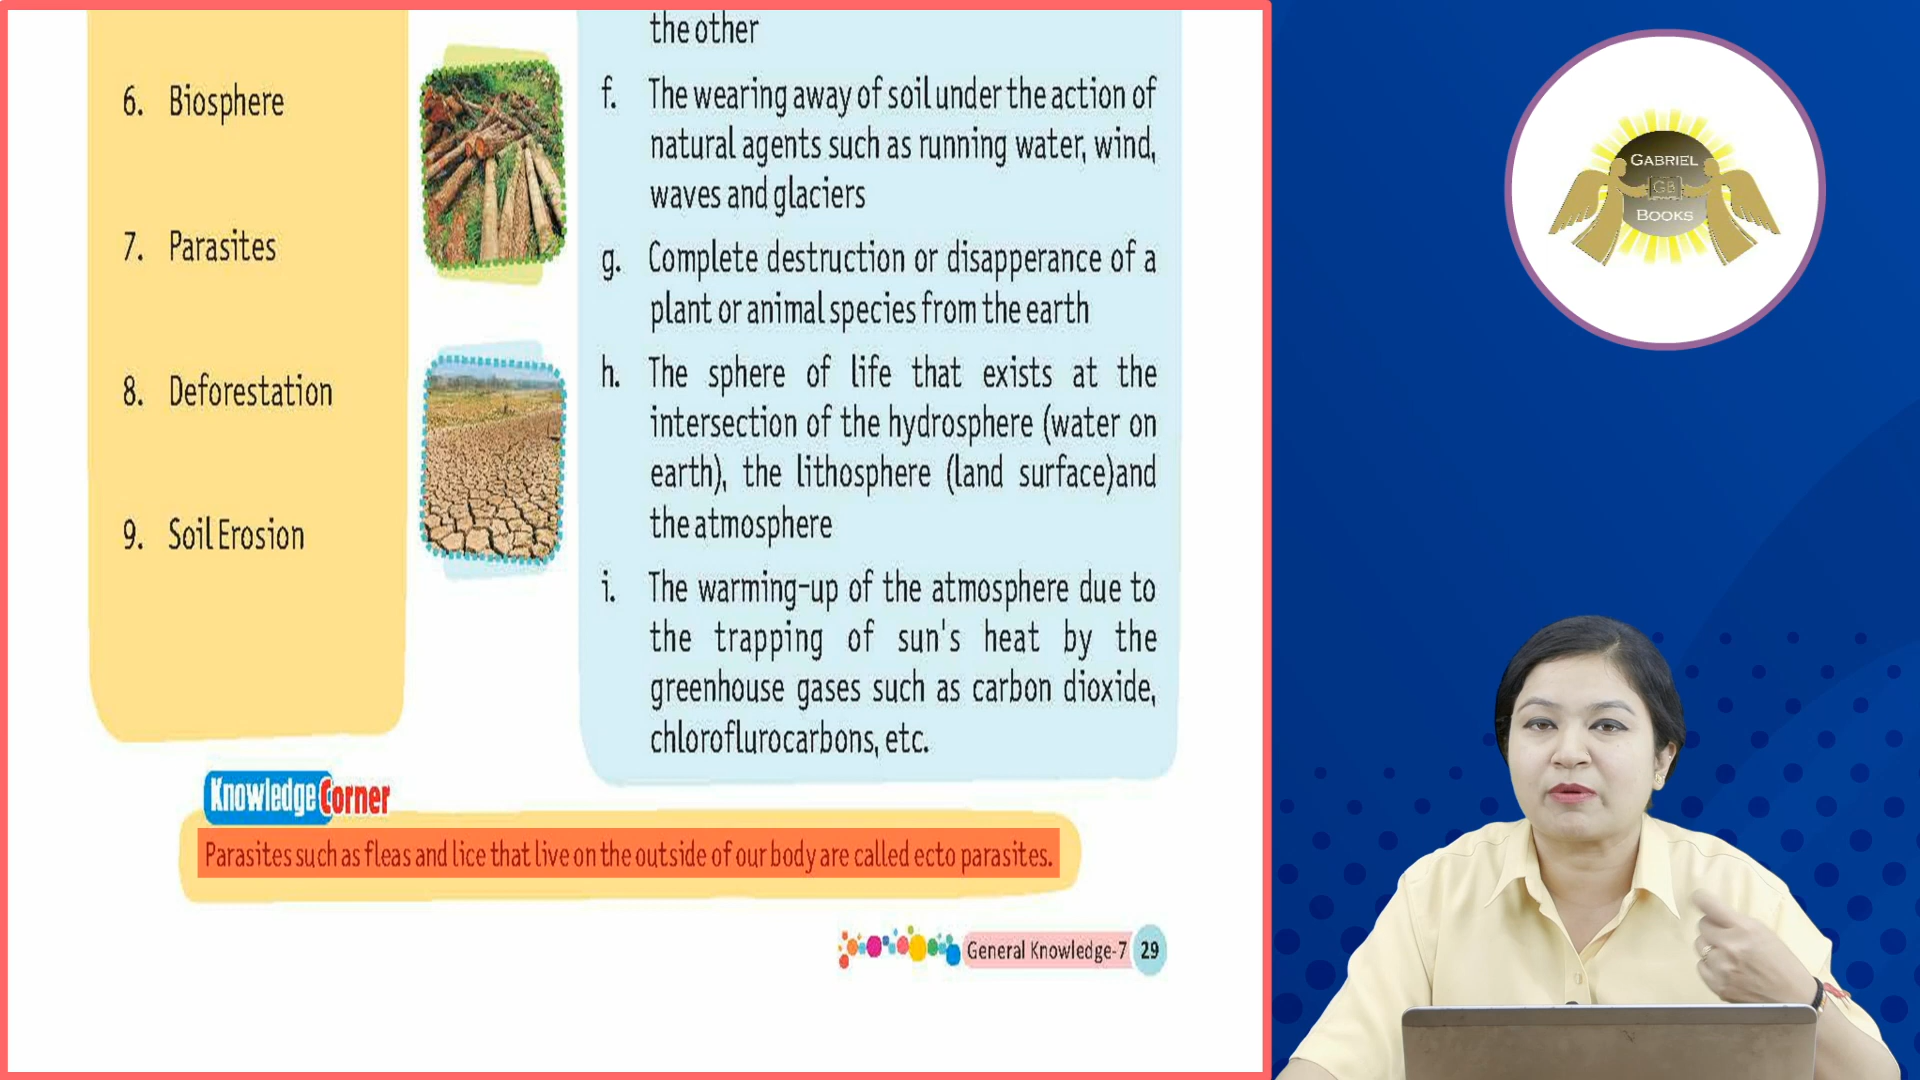 the other
6. Biosphere
7. Parasites
8. Deforestation
9. Soil Erosion
f. The wearing away of soil under the action of
natural agents such as running water, wind,
waves and glaciers
g. Complete destruction or disapperance of a
plant or animal species from the earth
h. The sphere of life that exists at the
intersection of the hydrosphere (water on
earth), the lithosphere (land surface)and
the atmosphere
i. The warming-up of the atmosphere due to
the trapping of sun's heat by the
greenhouse gases such as carbon dioxide,
chloroflurocarbons, etc.
Knowledge Corner
Parasites such as fleas and lice that live on the outside of our body are called ecto parasites.
General Knowledge-7 29
GABRIEL
GB
BOOKS